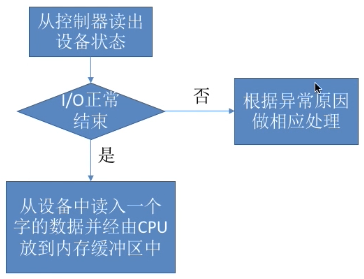 从控制器读出
设备状态
I/O正常
结束
否
根据异常原因
做相应处理
是
从设备中读入一个
字的数据并经由CPU
放到内存缓冲区中